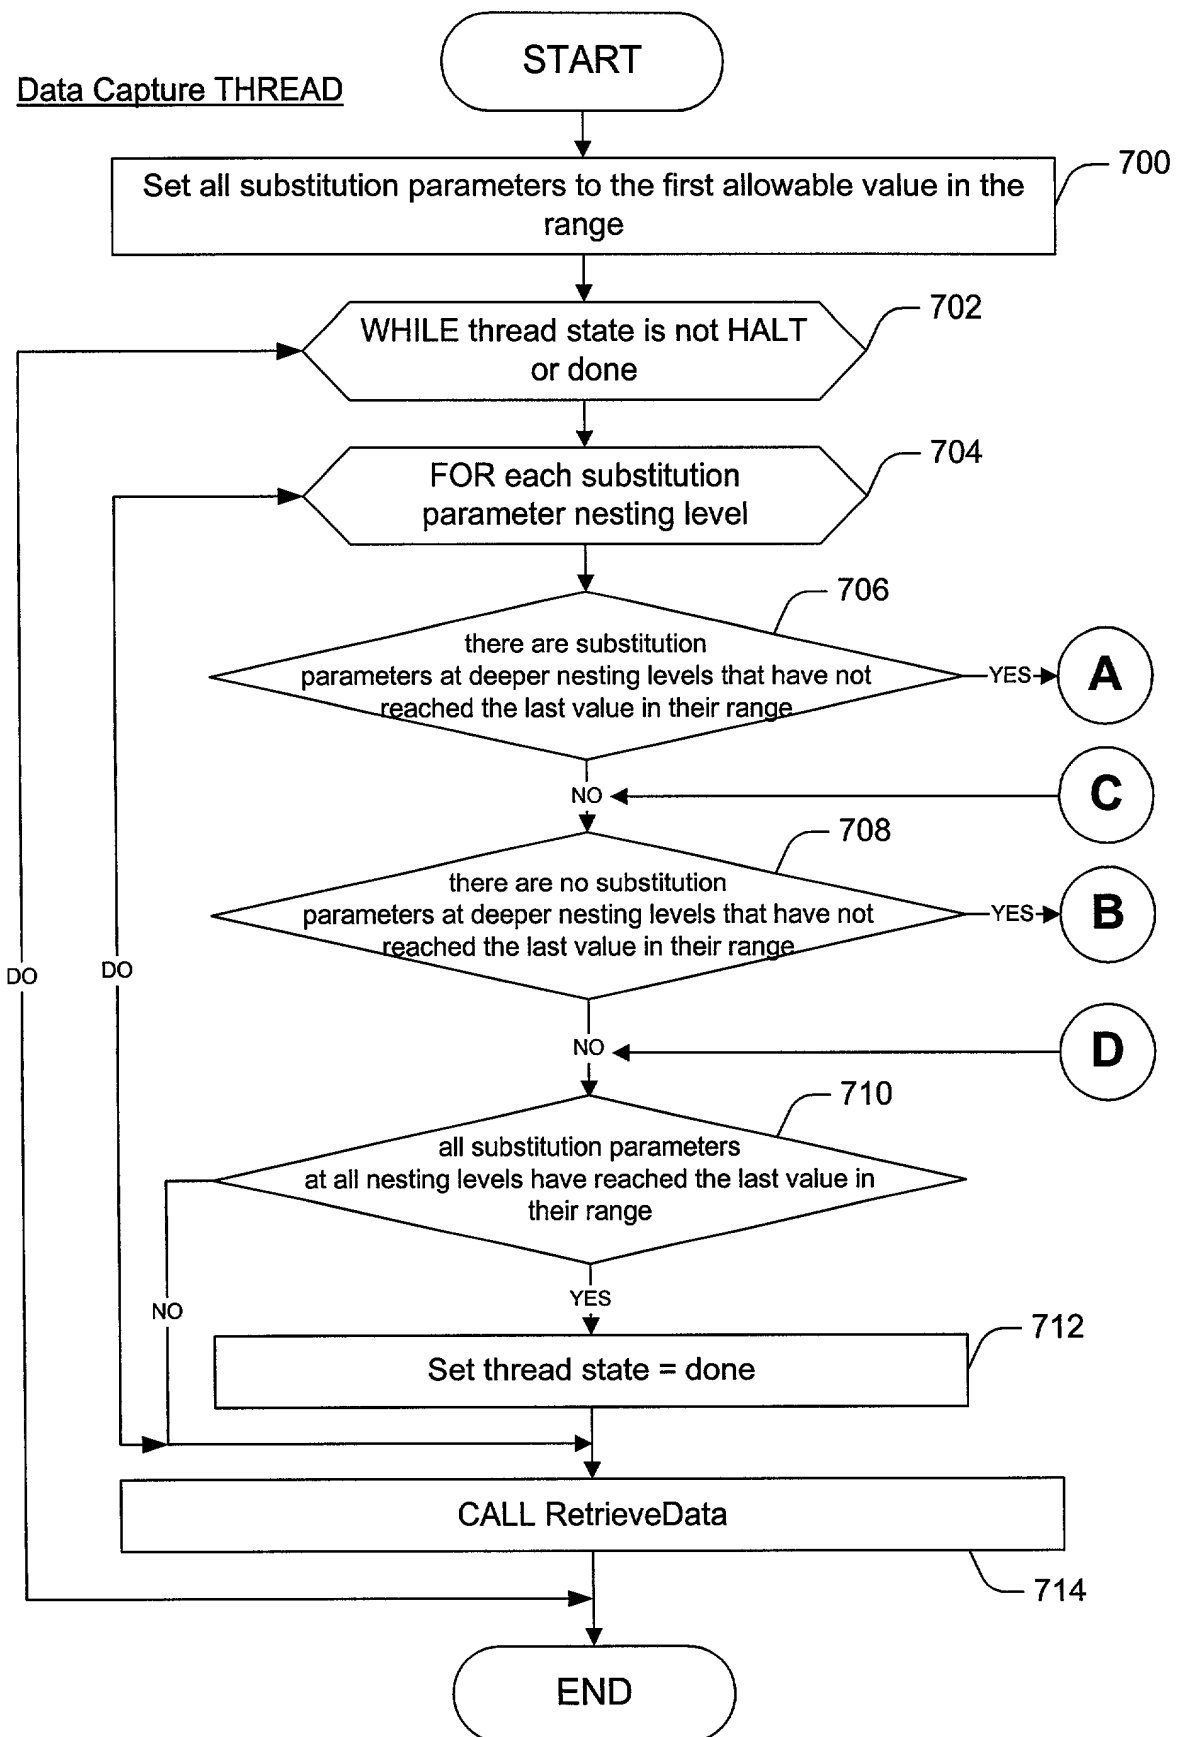 START
Data Capture THREAD
700
Set all substitution parameters to the first allowable value in the
range
702
WHILE thread state is not HALT
or done
704
FOR each substitution
parameter nesting level
706
there are substitution
parameters at deeper nesting levels that have not
reached the last value in their range
YES
A
NO
C
708
there are no substitution
parameters at deeper nesting levels that have not
reached the last value in their range
YES
B
DO
DO
NO
D
710
all substitution parameters
at all nesting levels have reached the last value in
their range
YES
NO
712
Set thread state = done
CALL RetrieveData
714
END